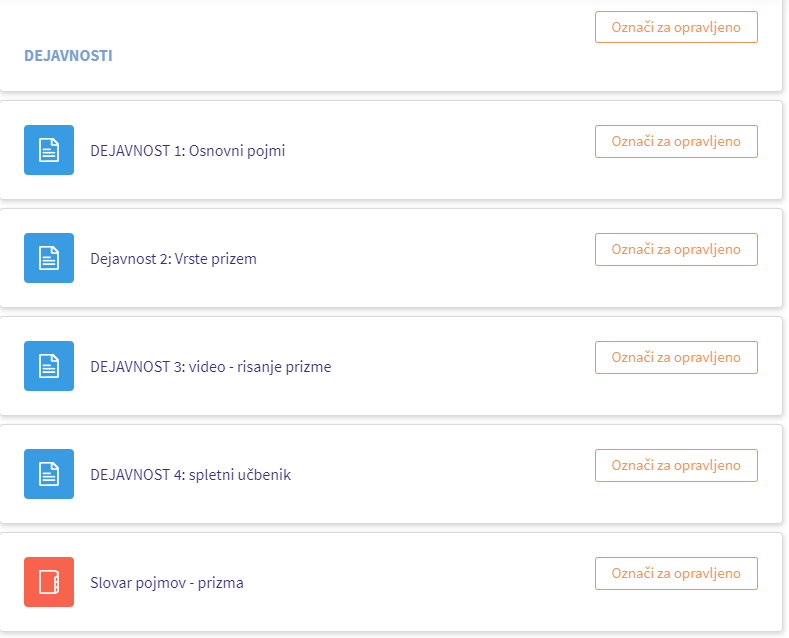 Označi za opravljeno
DEJAVNOSTI
DEJAVNOST 1: Osnovni pojmi
Označi za opravljeno
Dejavnost 2: Vrste prizem
Označi za opravljeno
DEJAVNOST 3: video - risanje prizme
Označi za opravljeno
DEJAVNOST 4: spletni učbenik
Označi za opravljeno
Slovar pojmov - prizma
Označi za opravljeno